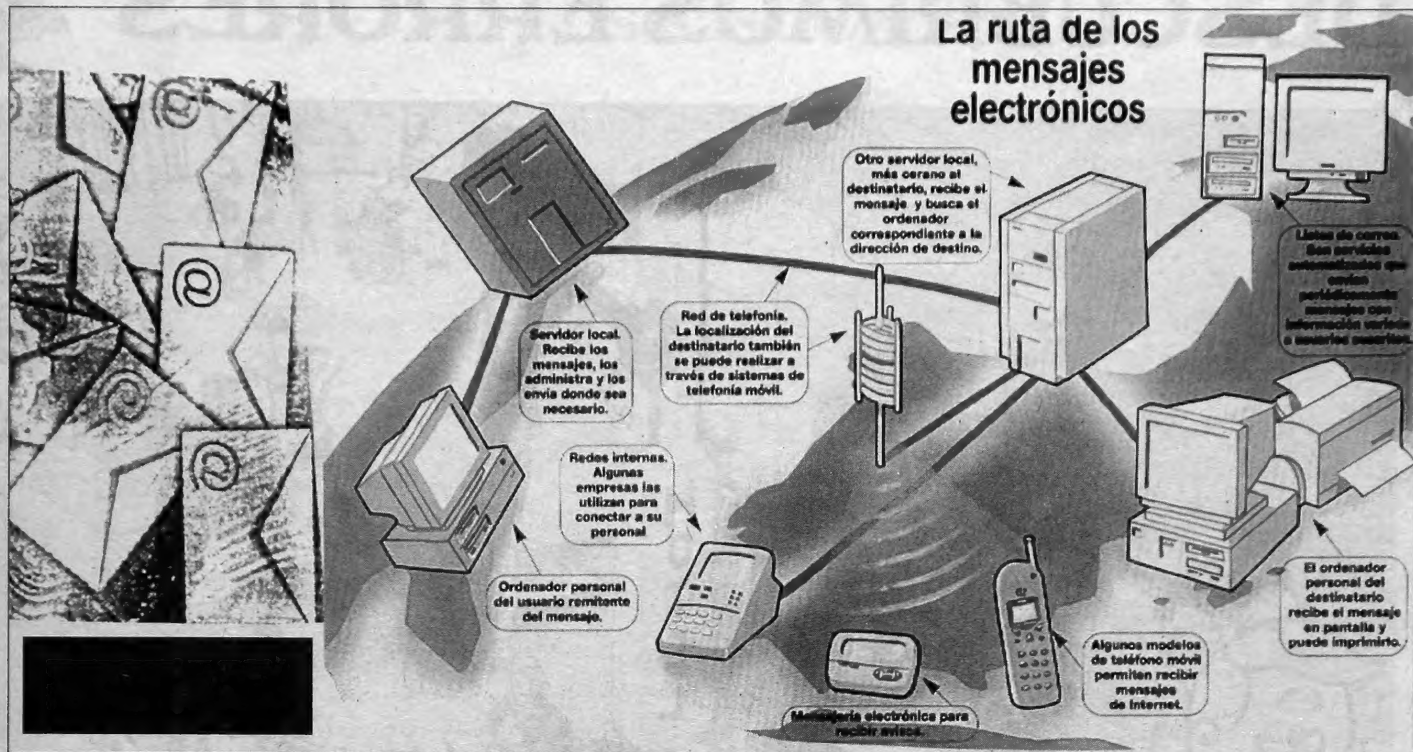 La ruta de los
mensajes
electrónicos
@
@
@
@
Otro servidor local,
más cerano al
destinatario, recibe el
mensaje y busca el
ordenador
correspondiente a la
dirección de destino.
Listas de correo.
Son servicios
automatizados que
envían
periódicamente
mensajes con
información variada
a usuarios suscritos.
Servidor local.
Recibe los
mensajes, los
administra y los
envía donde sea
necesario.
Red de telefonía.
La localización del
destinatario también
se puede realizar a
través de sistemas de
telefonía móvil.
Redes internas.
Algunas
empresas las
utilizan para
conectar a su
personal
Ordenador personal
del usuario remitente
del mensaje.
El ordenador
personal del
destinatario
recibe el mensaje
en pantalla y
puede imprimirlo.
Algunos modelos
de teléfono móvil
permiten recibir
mensajes
de Internet.
Mensajería electrónica para
recibir avisos.